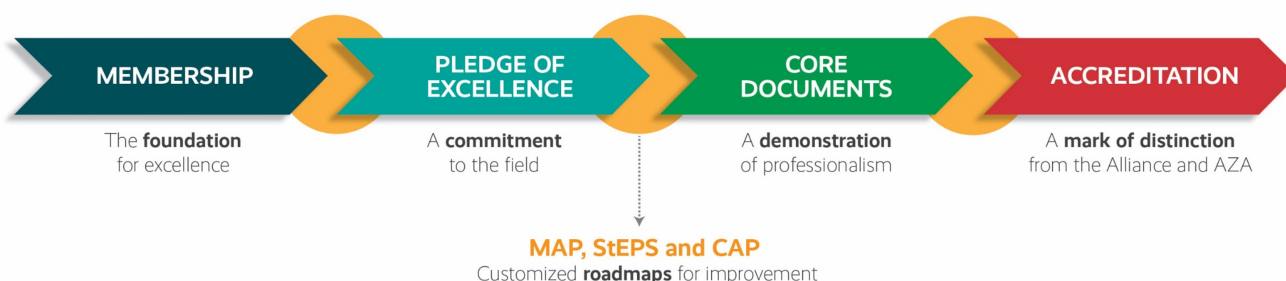 MEMBERSHIP
The foundation
for excellence
PLEDGE OF
EXCELLENCE
A commitment
to the field
CORE
DOCUMENTS
A demonstration
of professionalism
ACCREDITATION
A mark of distinction
from the Alliance and AZA
MAP, StEPS and CAP
Customized roadmaps for improvement